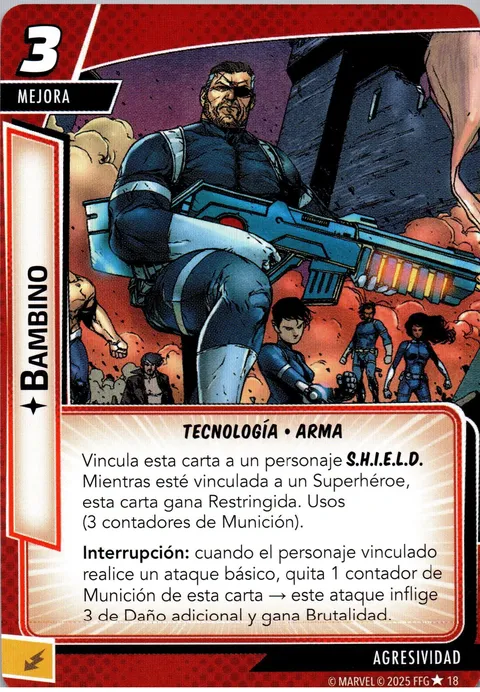 3
MEJORA
BAMBINO
TECNOLOGÍA • ARMA
Vincula esta carta a un personaje S.H.I.E.L.D.
Mientras esté vinculada a un Superhéroe,
esta carta gana Restringida. Usos
(3 contadores de Munición).
Interrupción: cuando el personaje vinculado
realice un ataque básico, quita 1 contador de
Munición de esta carta → este ataque inflige
3 de Daño adicional y gana Brutalidad.
AGRESIVIDAD
© MARVEL © 2025 FFG ★ 18